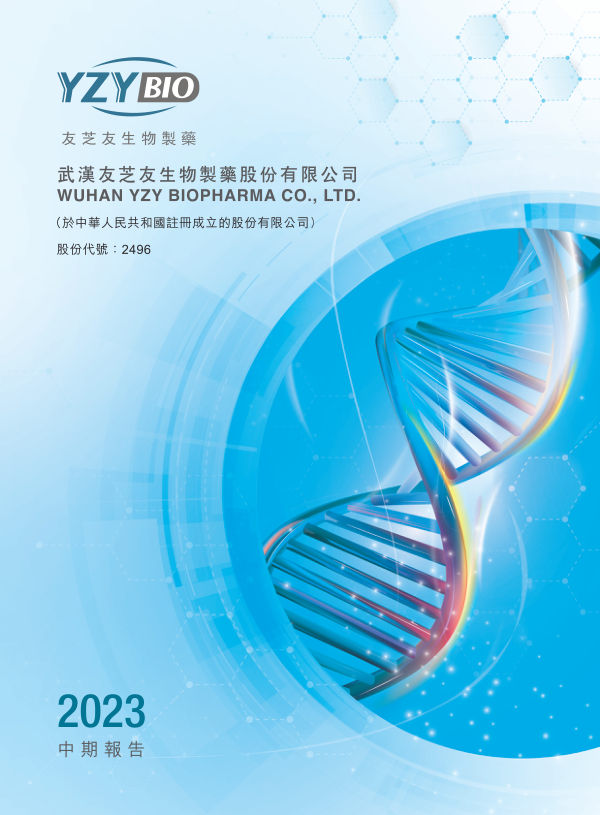 YZYBIO
友芝友生物製藥
武漢友芝友生物製藥股份有限公司
WUHAN YZY BIOPHARMA CO., LTD.
（於中華人民共和國註冊成立的股份有限公司）
股份代號：2496
2023
中期報告